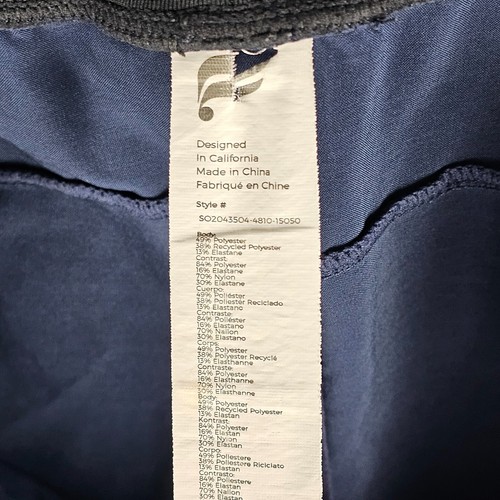 Designed
In California
Made in China
Fabriqué en Chine
Style #
SO2043504-4810-15050
Body:
49% Polyester
38% Recycled Polyester
13% Elastane
Contrast:
84% Polyester
16% Elastane
70% Nylon
30% Elastane
Cuerpo:
49% Poliéster
38% Poliester Reciclado
13% Elastano
Contraste:
84% Poliéster
16% Elastano
70% Nailon
30% Elastano
Corps:
49% Polyester
38% Polyester Recyclé
13% Elasthanne
Contraste:
84% Polyester
16% Elasthanne
70% Nylon
30% Elasthanne
Body:
49% Polyester
38% Recycled Polyester
13% Elastan
Kontrast:
84% Polyester
16% Elastan
70% Nylon
30% Elastan
Corpo:
49% Poliestere
38% Poliestere Riciclato
13% Elastan
Contrasto:
84% Poliestere
16% Elastan
70% Nailon
30% Elastan